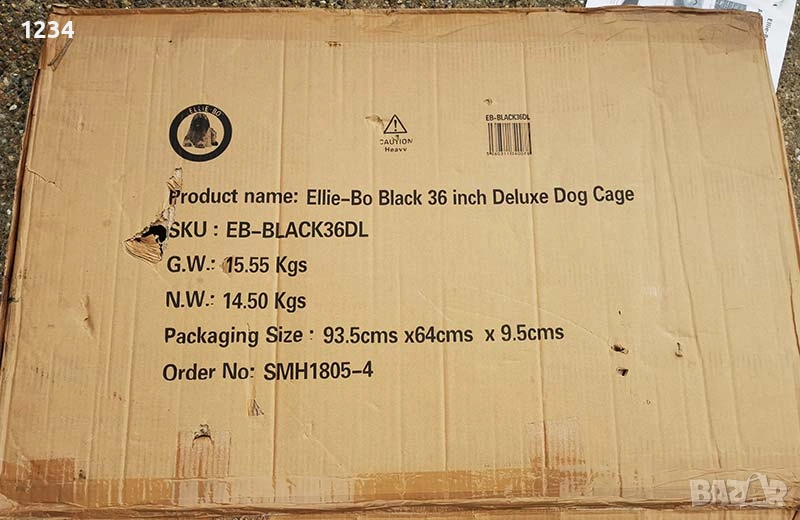 1234
ELLIE-BO
CAUTION
Heavy
EB-BLACK36DL
Product name: Ellie-Bo Black 36 inch Deluxe Dog Cage
SKU : EB-BLACK36DL
G.W.: 15.55 Kgs
N.W.: 14.50 Kgs
Packaging Size : 93.5cms x64cms x 9.5cms
Order No: SMH1805-4
BAZAR